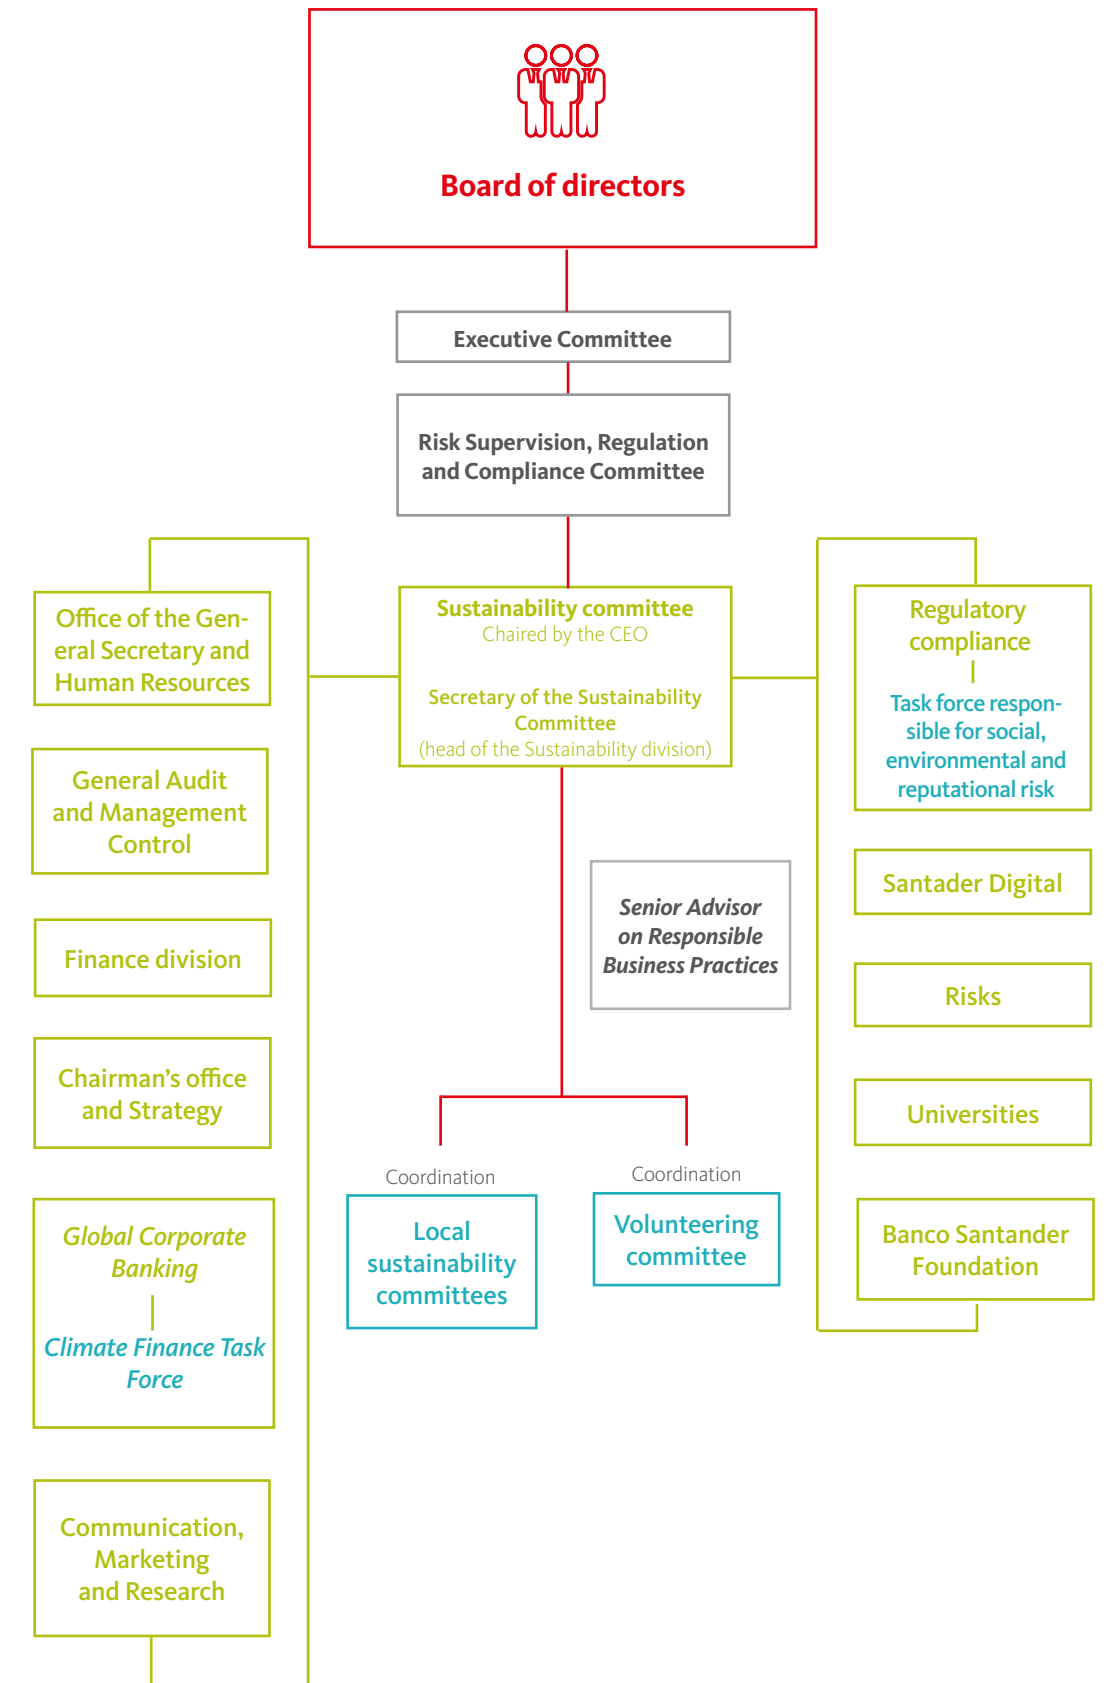 Board of directors
Executive Committee
Risk Supervision, Regulation
and Compliance Committee
Sustainability committee
Chaired by the CEO
Secretary of the Sustainability
Committee
(head of the Sustainability division)
Office of the Gen-
eral Secretary and
Human Resources
General Audit
and Management
Control
Finance division
Chairman's office
and Strategy
Global Corporate
Banking
Climate Finance Task
Force
Communication,
Marketing
and Research
Regulatory
compliance
Task force respon-
sible for social,
environmental and
reputational risk
Santader Digital
Risks
Universities
Banco Santander
Foundation
Senior Advisor
on Responsible
Business Practices
Coordination
Local
sustainability
committees
Coordination
Volunteering
committee